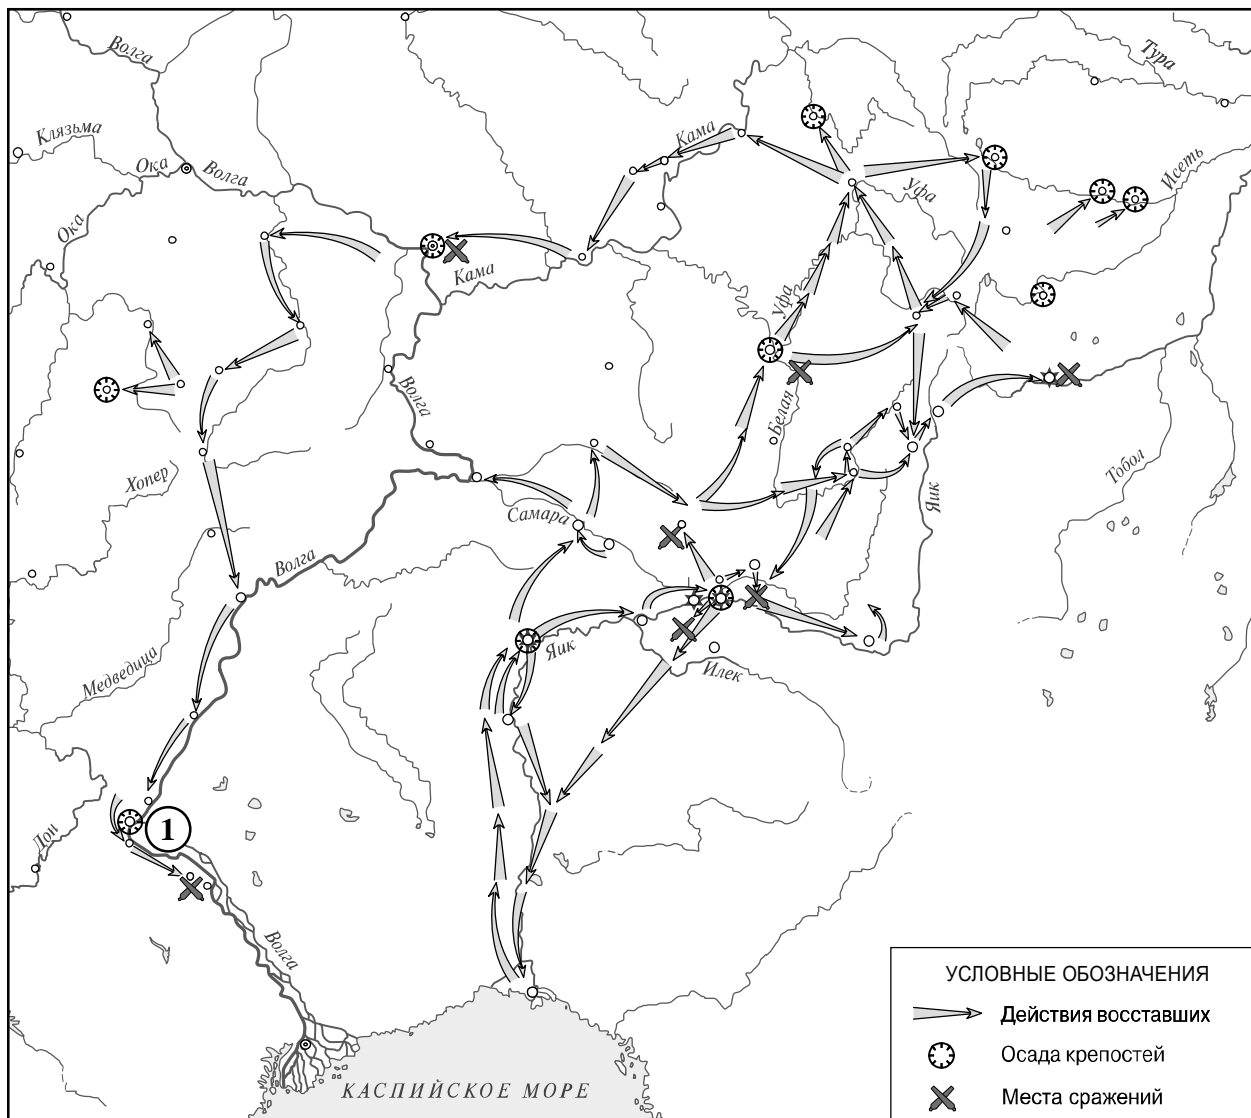 Волга
Тура
Клязьма
Кама
Ока
Волга
Исеть
Уфа
Ока
Кама
Уфа
Волга
Белая
Хопер
Тобол
Яик
Самара
Волга
Медведица
Яик
Илек
1
Дон
Волга
КАСПИЙСКОЕ МОРЕ
УСЛОВНЫЕ ОБОЗНАЧЕНИЯ
Действия восставших
Осада крепостей
Места сражений